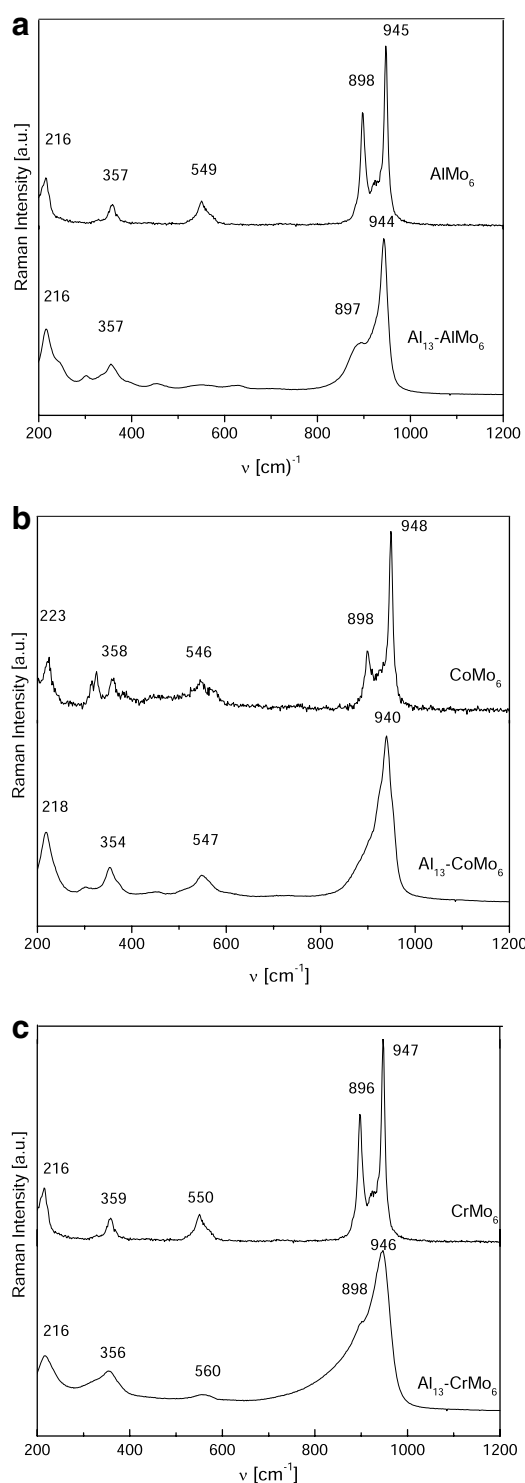 a
945
898
216
357
549
AlMo6
944
216
897
357
Al13-AlMo6
Raman Intensity [a.u.]
200 400 600 800 1000 1200
ν [cm)-1
b
948
223
898
358
546
CoMo6
940
218
354
547
Al13-CoMo6
Raman Intensity [a.u.]
200 400 600 800 1000 1200
ν [cm-1]
c
947
896
216
359
550
CrMo6
946
898
216
356
560
Al13-CrMo6
Raman Intensity [a.u.]
200 400 600 800 1000 1200
ν [cm-1]